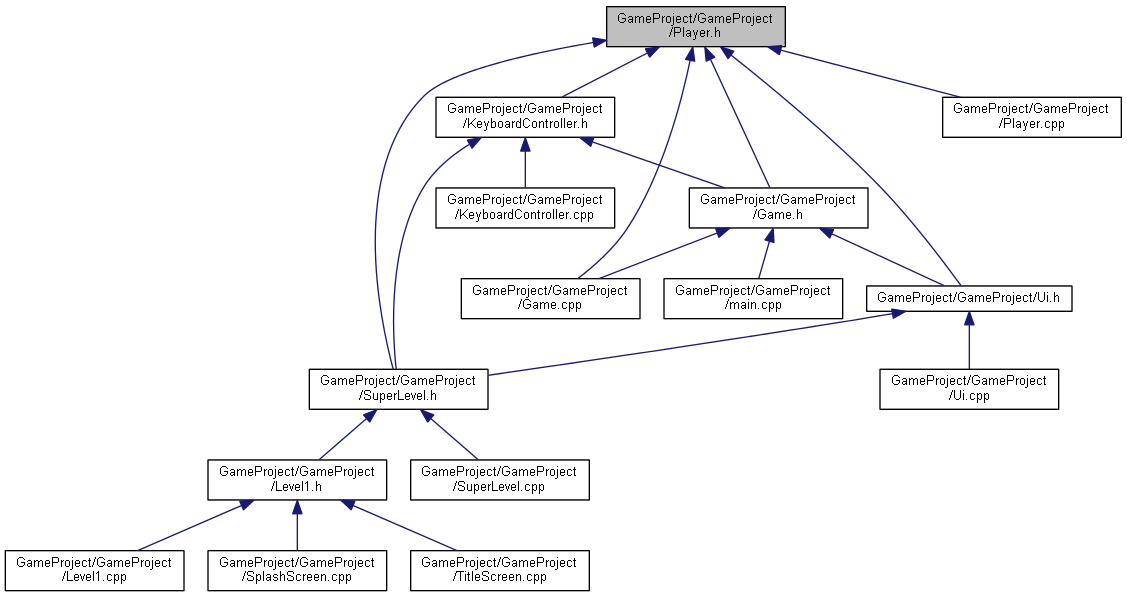 GameProject/GameProject
/Player.h
GameProject/GameProject
/KeyboardController.h
GameProject/GameProject
/Player.cpp
GameProject/GameProject
/KeyboardController.cpp
GameProject/GameProject
/Game.h
GameProject/GameProject
/Game.cpp
GameProject/GameProject
/main.cpp
GameProject/GameProject/Ui.h
GameProject/GameProject
/SuperLevel.h
GameProject/GameProject
/Ui.cpp
GameProject/GameProject
/Level1.h
GameProject/GameProject
/SuperLevel.cpp
GameProject/GameProject
/Level1.cpp
GameProject/GameProject
/SplashScreen.cpp
GameProject/GameProject
/TitleScreen.cpp